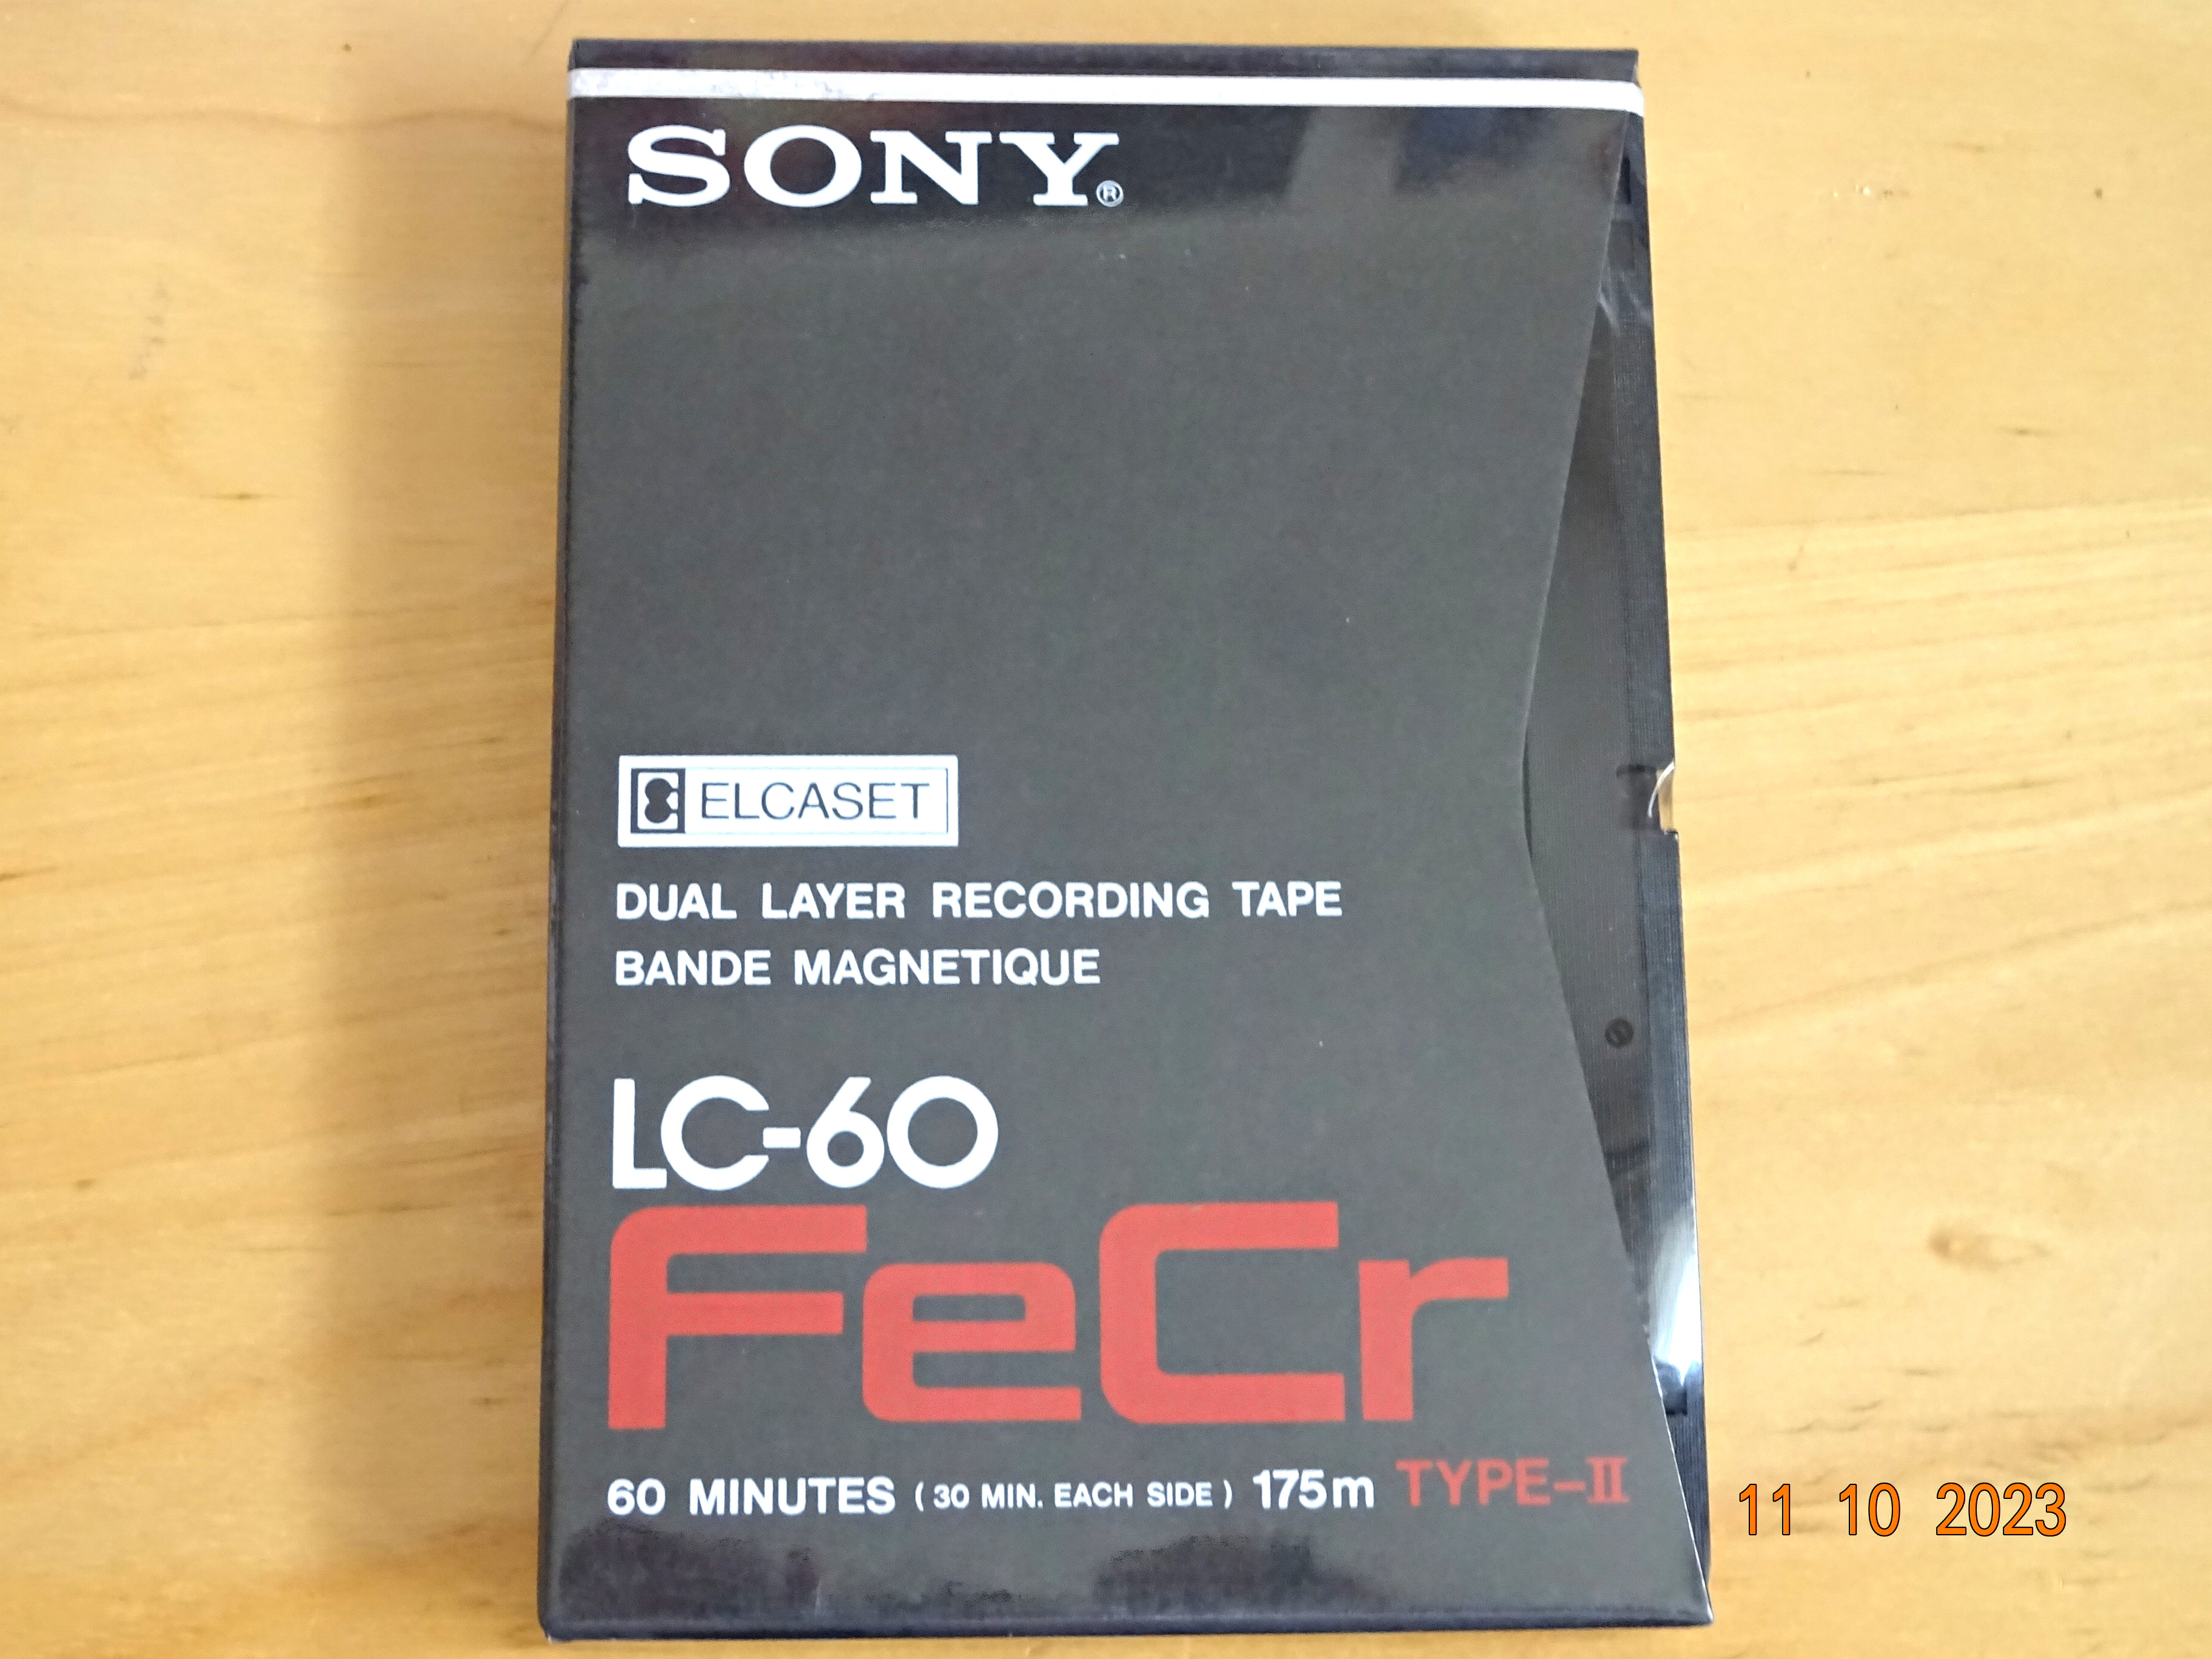 SONY®
ELCASET
DUAL LAYER RECORDING TAPE
BANDE MAGNETIQUE
LC-60
FeCr
60 MINUTES (30 MIN. EACH SIDE) 175m TYPE-II
11 10 2023